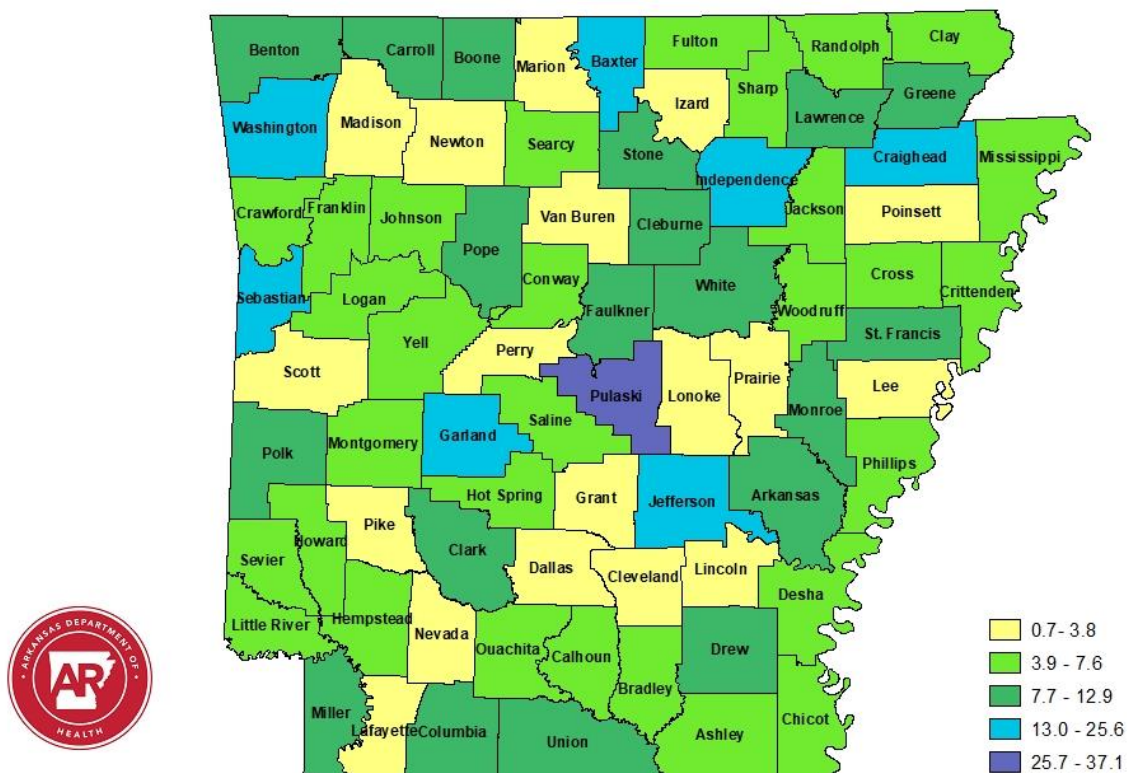 Benton
Carroll
Boone
Marion
Baxter
Fulton
Randolph
Clay
Izard
Sharp
Lawrence
Greene
Washington
Madison
Newton
Searcy
Stone
Independence
Craighead
Mississippi
Crawford
Franklin
Johnson
Pope
Van Buren
Cleburne
Jackson
Poinsett
Sebastian
Logan
Conway
Faulkner
White
Woodruff
Cross
Crittenden
Yell
St. Francis
Scott
Perry
Pulaski
Lonoke
Prairie
Monroe
Lee
Polk
Montgomery
Garland
Saline
Phillips
Hot Spring
Grant
Jefferson
Arkansas
Pike
Clark
Sevier
Howard
Dallas
Cleveland
Lincoln
Desha
Little River
Hempstead
Nevada
Ouachita
Calhoun
Bradley
Drew
Miller
Lafayette
Columbia
Union
Ashley
Chicot
ARKANSAS DEPARTMENT OF
AR
HEALTH
0.7 - 3.8
3.9 - 7.6
7.7 - 12.9
13.0 - 25.6
25.7 - 37.1